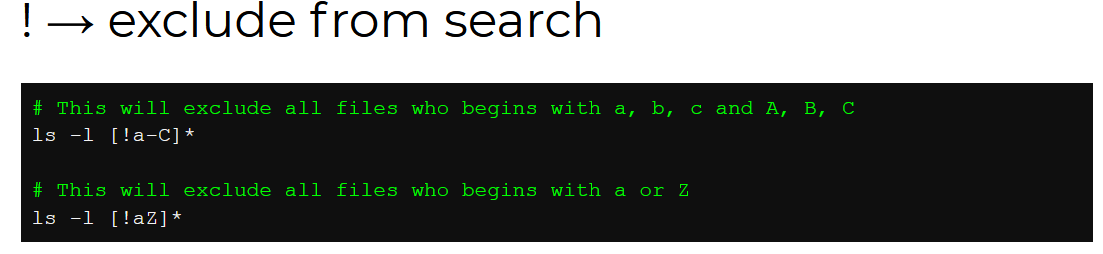 ! → exclude from search
# This will exclude all files who begins with a, b, c and A, B, C
ls -l [!a-C]*
# This will exclude all files who begins with a or Z
ls -l [!aZ]*